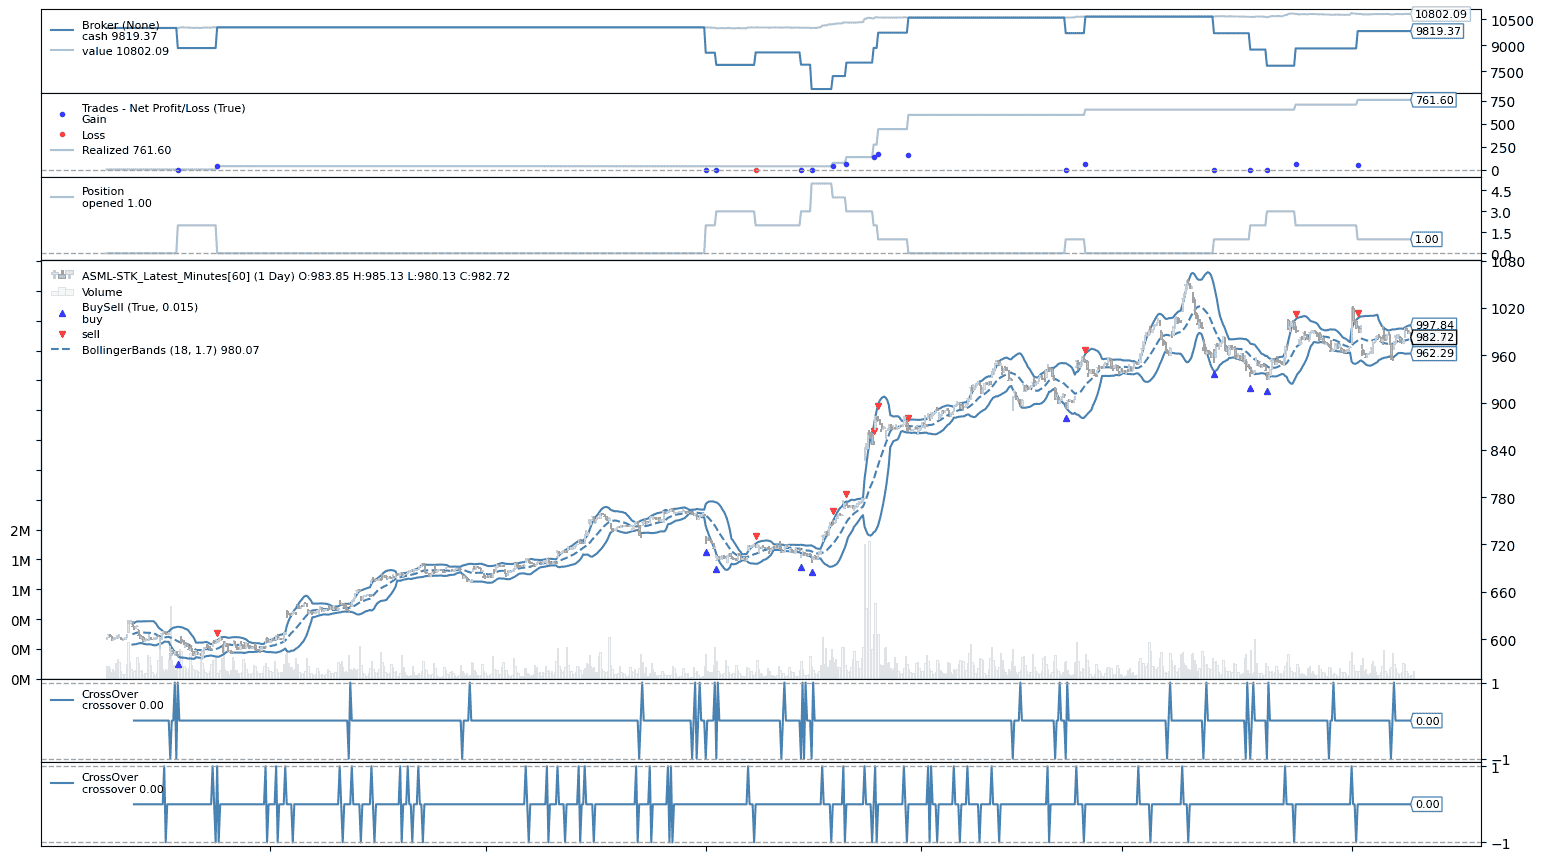 Broker (None)
cash 9819.37
value 10802.09
10802.09
10500
9819.37
9000
7500
Trades - Net Profit/Loss (True)
Gain
Loss
Realized 761.60
761.60
750
500
250
0
Position
opened 1.00
4.5
3.0
1.5
1.00
0.0
ASML-STK_Latest_Minutes[60] (1 Day) O:983.85 H:985.13 L:980.13 C:982.72
Volume
BuySell (True, 0.015)
buy
sell
BollingerBands (18, 1.7) 980.07
1080
1020
997.84
982.72
962.29
960
900
840
780
720
660
600
2M
1M
1M
0M
0M
0M
CrossOver
crossover 0.00
1
0.00
−1
CrossOver
crossover 0.00
1
0.00
−1